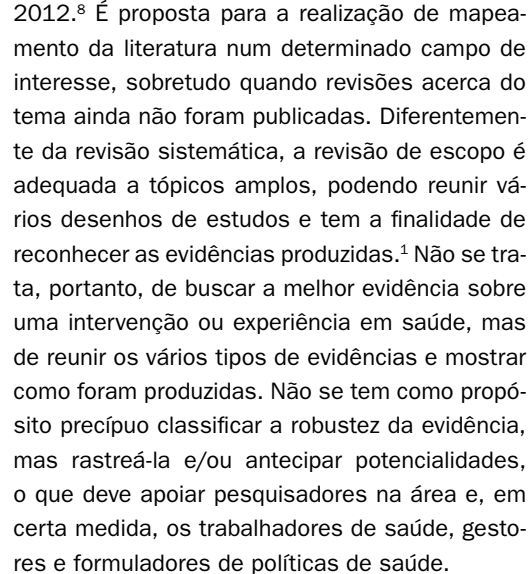 2012.⁸ É proposta para a realização de mapea-
mento da literatura num determinado campo de
interesse, sobretudo quando revisões acerca do
tema ainda não foram publicadas. Diferentemen-
te da revisão sistemática, a revisão de escopo é
adequada a tópicos amplos, podendo reunir vá-
rios desenhos de estudos e tem a finalidade de
reconhecer as evidências produzidas.¹ Não se tra-
ta, portanto, de buscar a melhor evidência sobre
uma intervenção ou experiência em saúde, mas
de reunir os vários tipos de evidências e mostrar
como foram produzidas. Não se tem como propó-
sito precípuo classificar a robustez da evidência,
mas rastreá-la e/ou antecipar potencialidades,
o que deve apoiar pesquisadores na área e, em
certa medida, os trabalhadores de saúde, gesto-
res e formuladores de políticas de saúde.